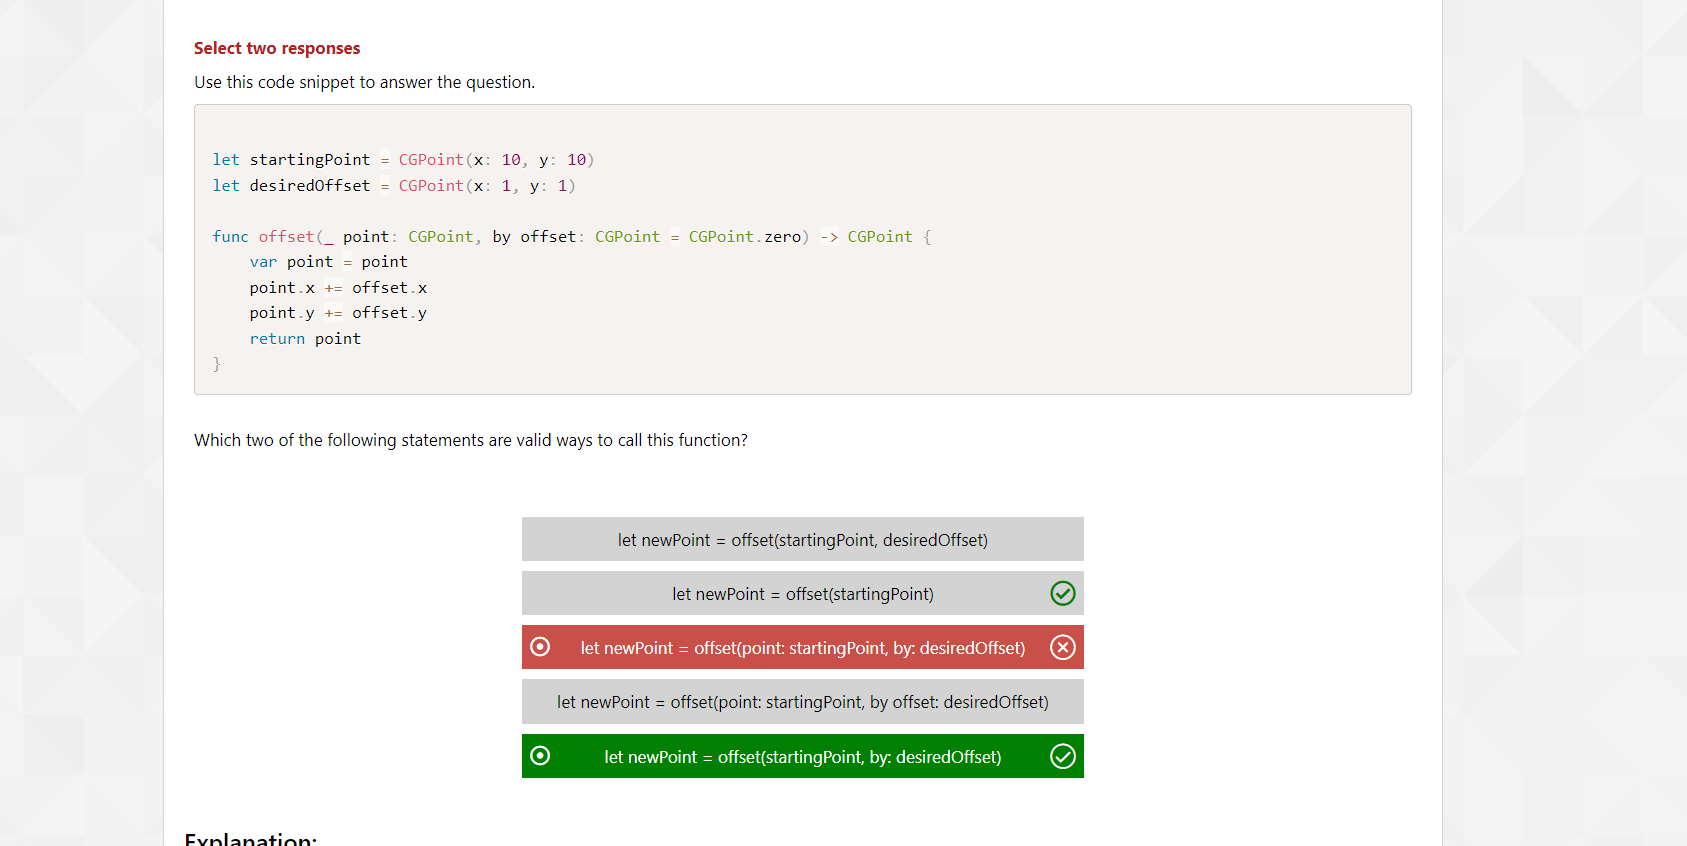 Select two responses
Use this code snippet to answer the question.
let startingPoint = CGPoint(x: 10, y: 10)
let desiredOffset = CGPoint(x: 1, y: 1)
func offset(_ point: CGPoint, by offset: CGPoint = CGPoint.zero) -> CGPoint {
    var point = point
    point.x += offset.x
    point.y += offset.y
    return point
}
Which two of the following statements are valid ways to call this function?
let newPoint = offset(startingPoint, desiredOffset)
let newPoint = offset(startingPoint)
let newPoint = offset(point: startingPoint, by: desiredOffset)
let newPoint = offset(point: startingPoint, by offset: desiredOffset)
let newPoint = offset(startingPoint, by: desiredOffset)
Explanation: